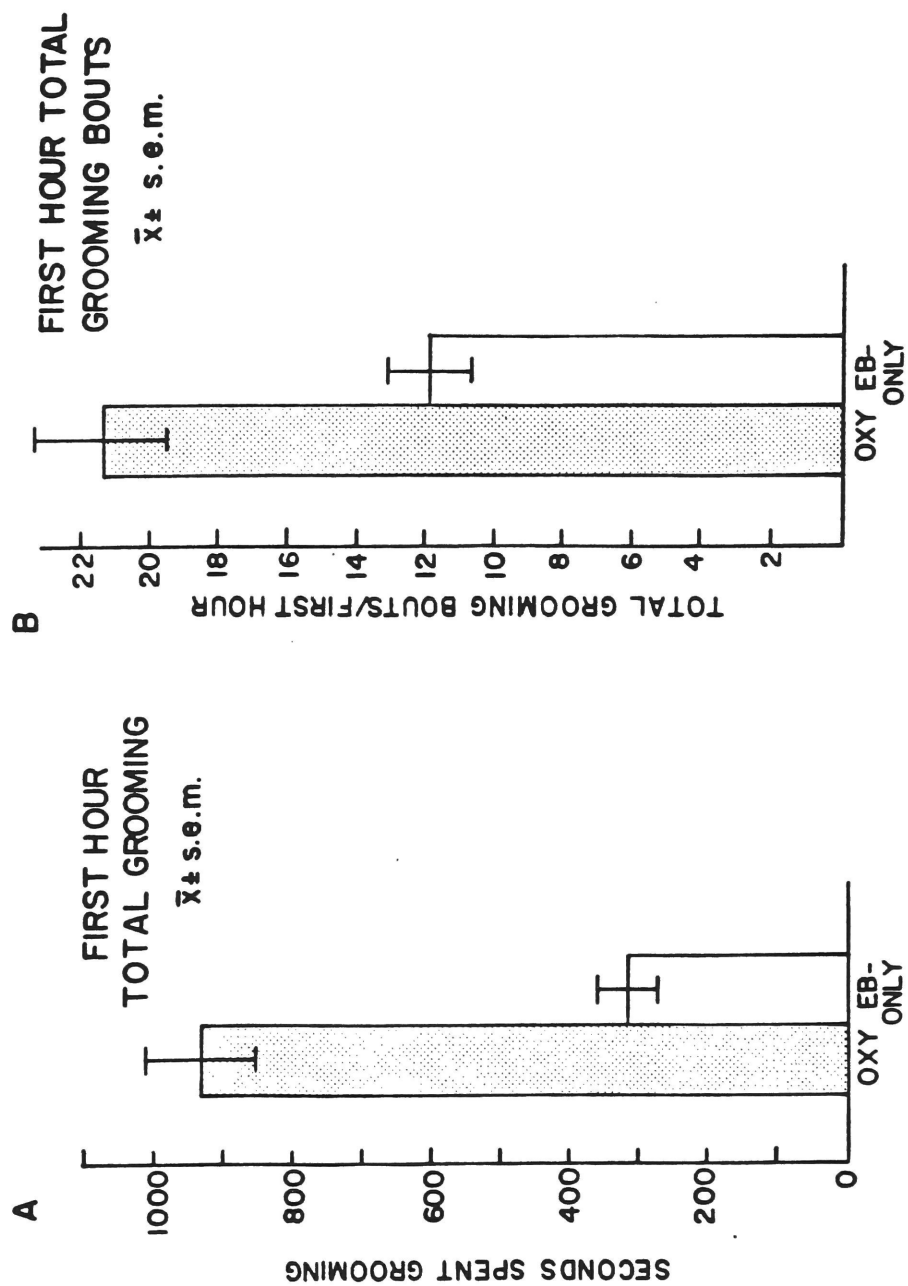 A
FIRST HOUR
TOTAL GROOMING
x̄ ± s.e.m.
SECONDS SPENT GROOMING
1000
800
600
400
200
0
OXY
EB-
ONLY
B
FIRST HOUR TOTAL
GROOMING BOUTS
x̄ ± s.e.m.
TOTAL GROOMING BOUTS/FIRST HOUR
22
20
18
16
14
12
10
8
6
4
2
OXY
EB-
ONLY